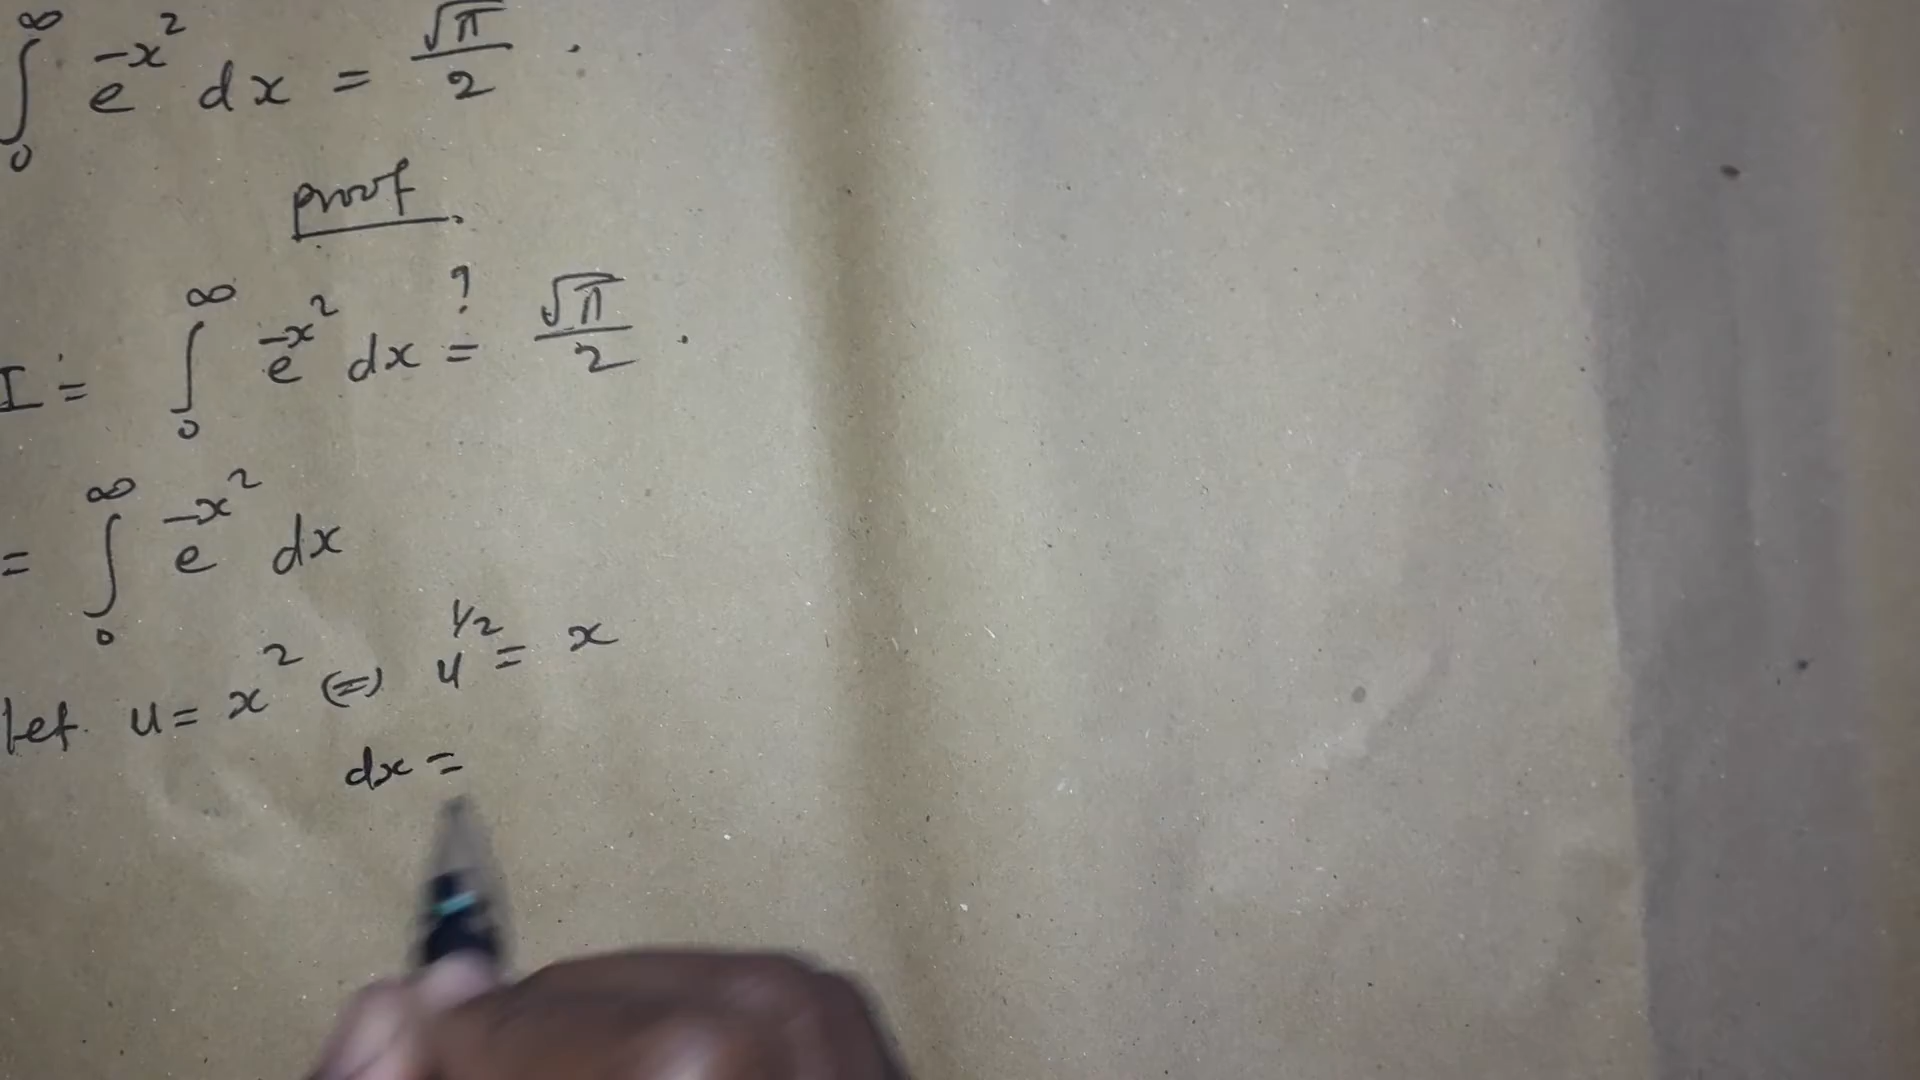 ∫₀^∞ e^{-x²} dx = √π/2 .
proof.
I = ∫₀^∞ e^{-x²} dx ?= √π/2 .
= ∫₀^∞ e^{-x²} dx
let. u = x² (=) u^{1/2} = x
dx =